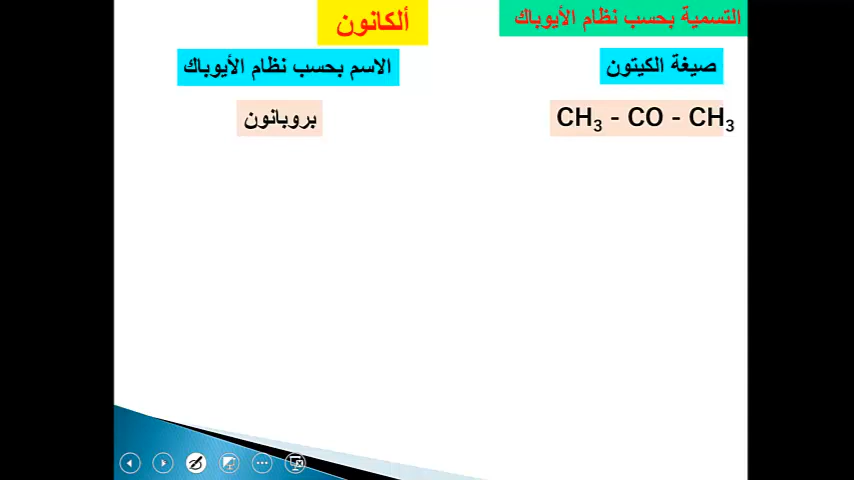 التسمية بحسب نظام الأيوباك
ألكانون
صيغة الكيتون
الاسم بحسب نظام الأيوباك
CH₃ - CO - CH₃
بروبانون